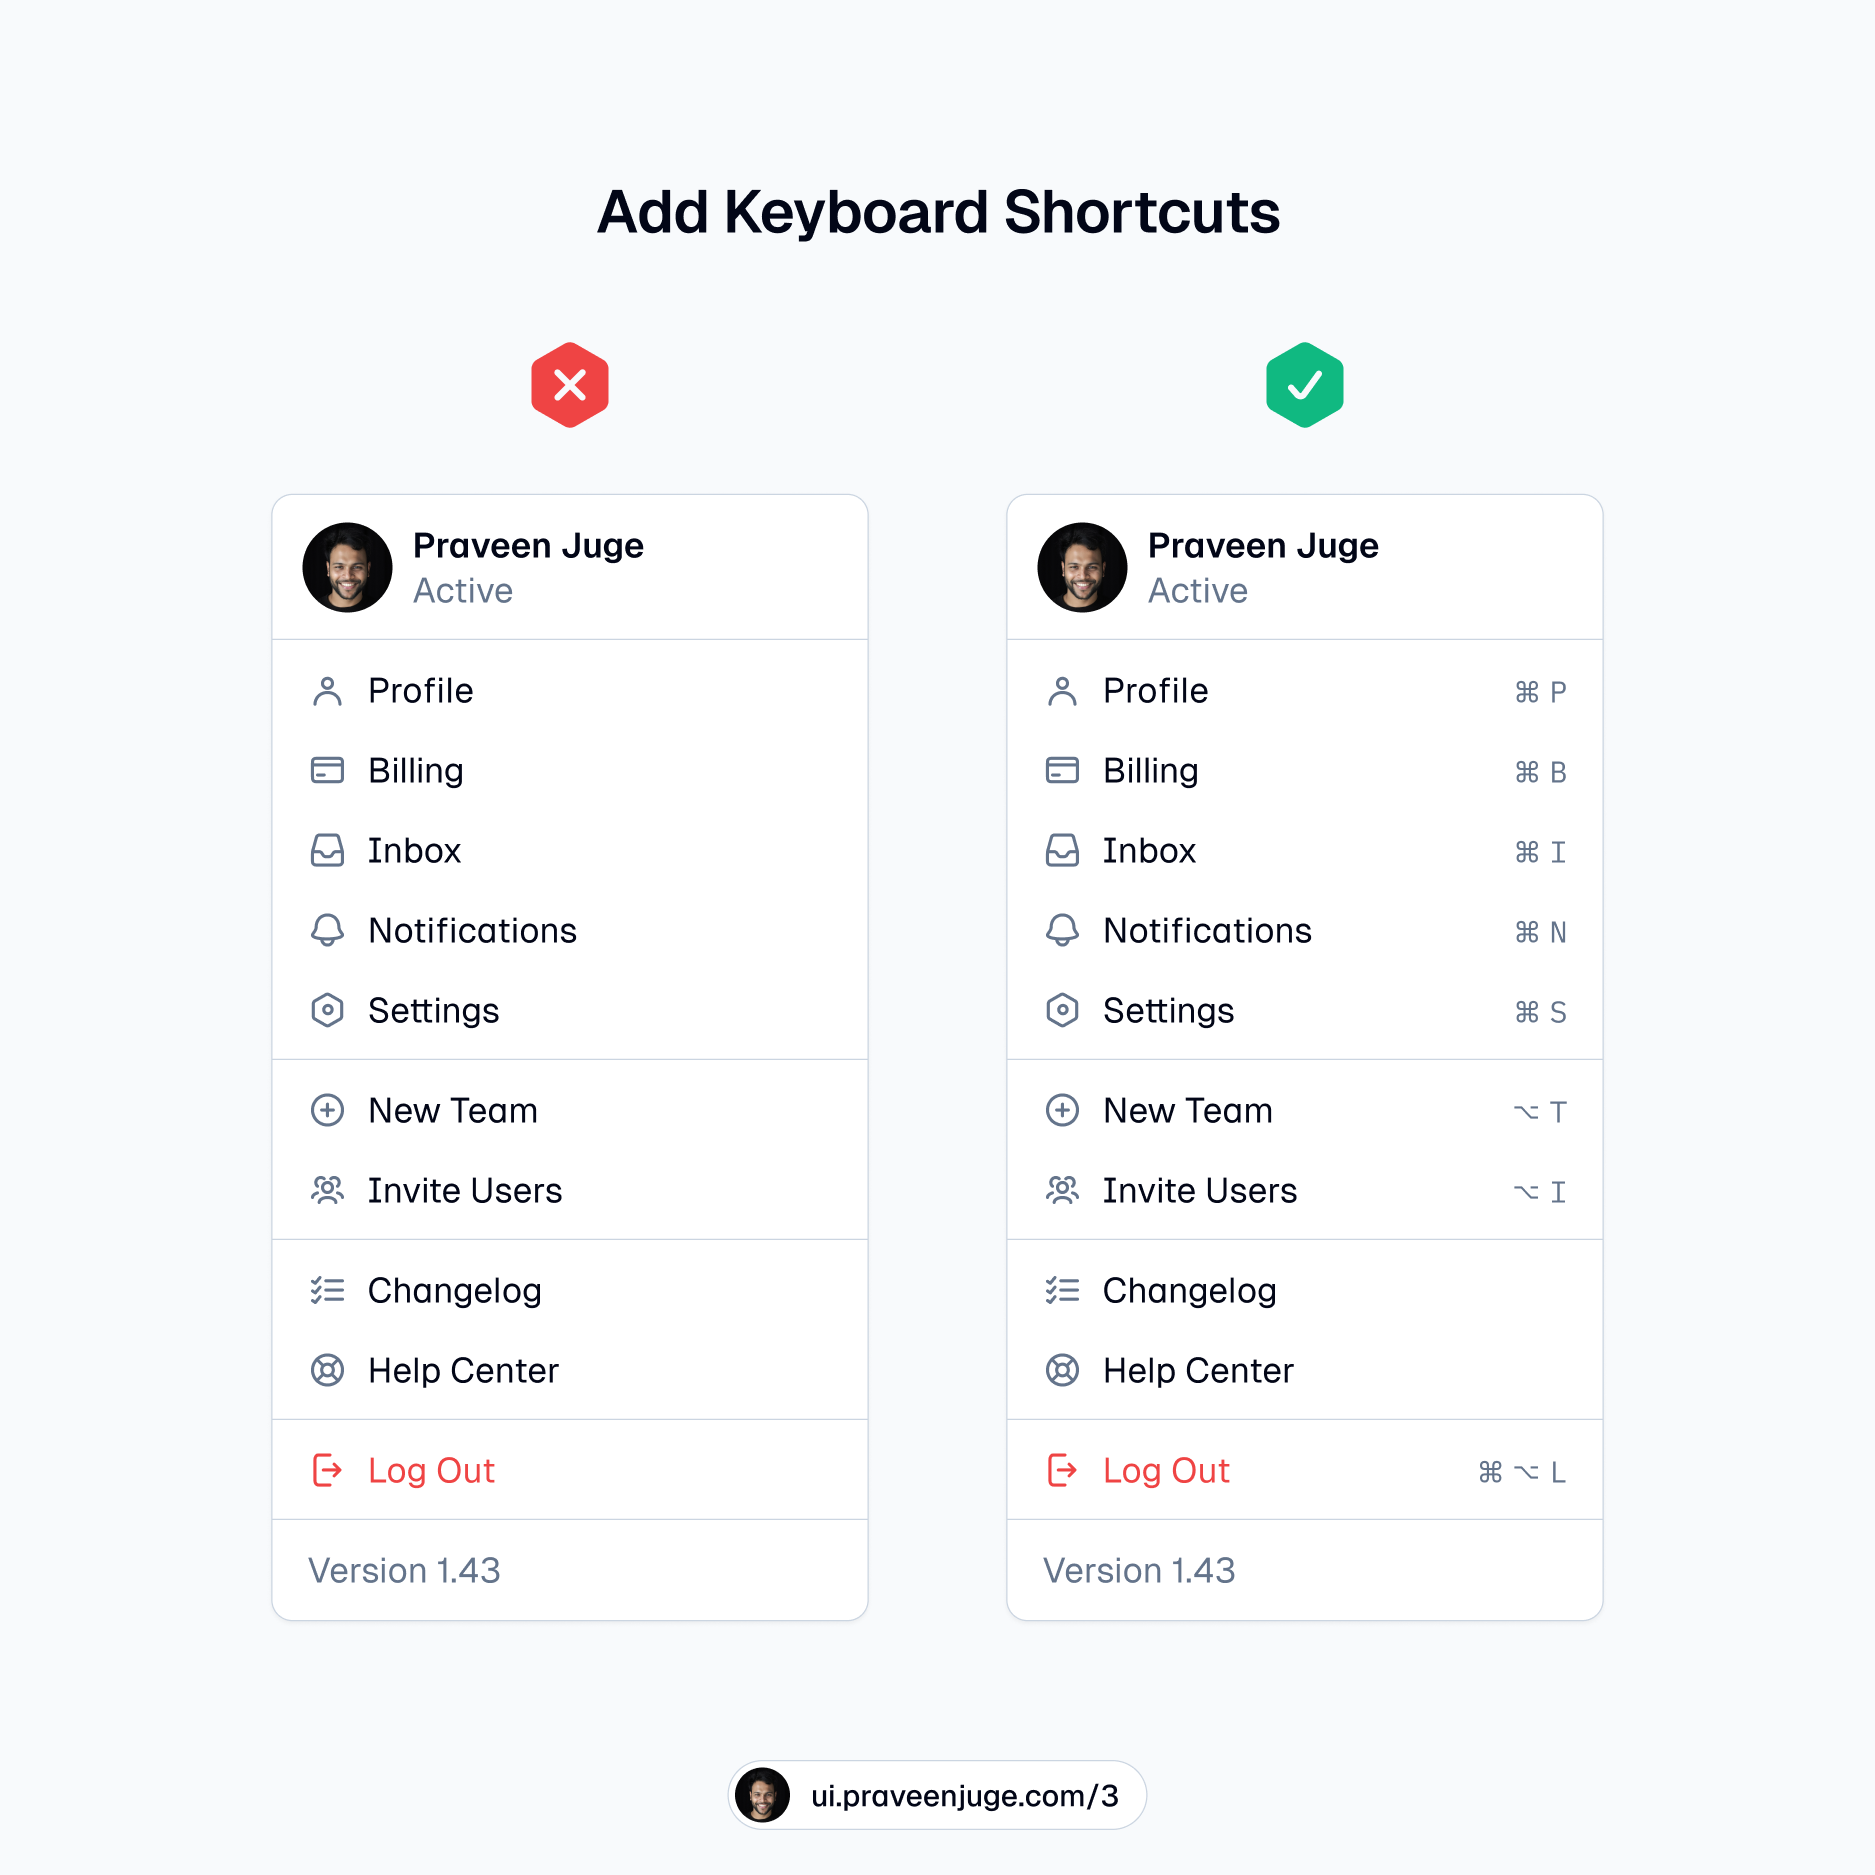 Add Keyboard Shortcuts
Praveen Juge
Active
Profile
Billing
Inbox
Notifications
Settings
New Team
Invite Users
Changelog
Help Center
Log Out
Version 1.43
Praveen Juge
Active
Profile ⌘ P
Billing ⌘ B
Inbox ⌘ I
Notifications ⌘ N
Settings ⌘ S
New Team ⌥ T
Invite Users ⌥ I
Changelog
Help Center
Log Out ⌘ ⌥ L
Version 1.43
ui.praveenjuge.com/3